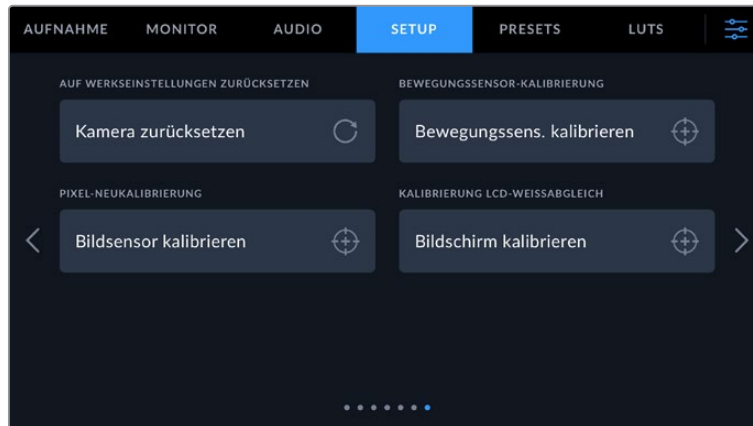 AUFNAHME MONITOR AUDIO SETUP PRESETS LUTS
AUF WERKSEINSTELLUNGEN ZURÜCKSETZEN BEWEGUNGSSENSOR-KALIBRIERUNG
Kamera zurücksetzen Bewegungssens. kalibrieren
PIXEL-NEUKALIBRIERUNG KALIBRIERUNG LCD-WEISSABGLEICH
Bildsensor kalibrieren Bildschirm kalibrieren